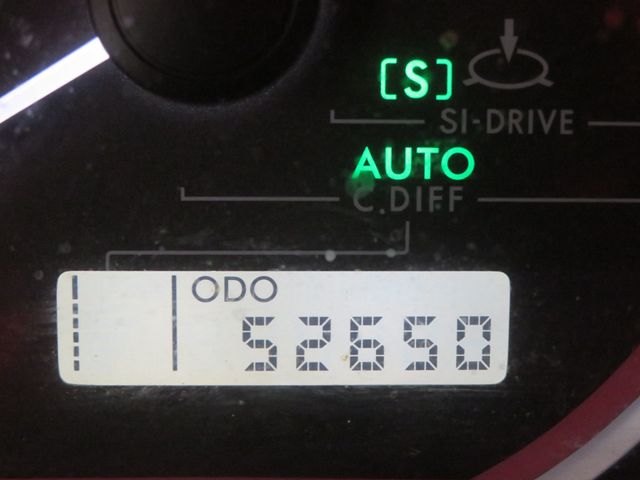 [S]
SI-DRIVE
AUTO
C.DIFF
ODO
52650